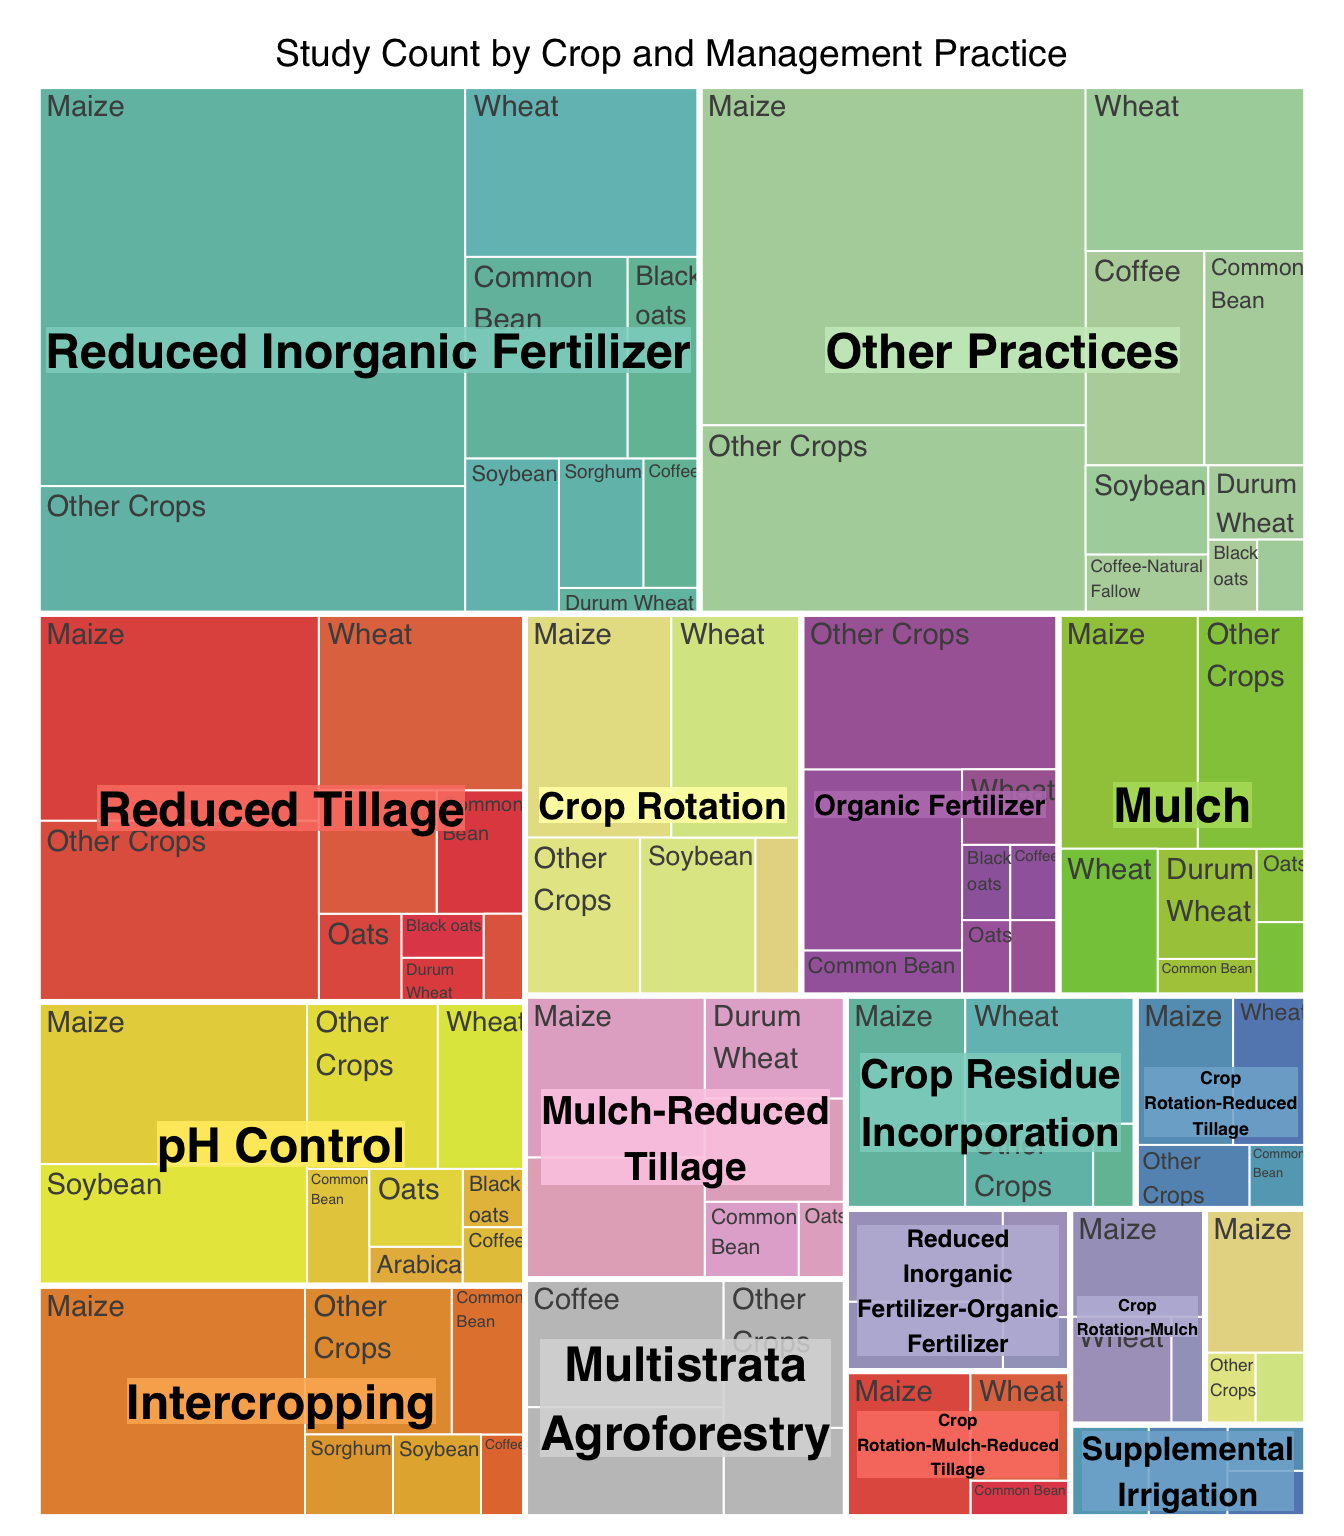 Study Count by Crop and Management Practice
Maize
Wheat
Common
Bean
Black
oats
Reduced Inorganic Fertilizer
Other Crops
Soybean
Sorghum
Coffee
Durum Wheat
Maize
Wheat
Coffee
Common
Bean
Other Practices
Other Crops
Soybean
Durum
Wheat
Coffee-Natural
Fallow
Black
oats
Maize
Wheat
Reduced Tillage
Common
Bean
Other Crops
Oats
Black oats
Durum
Wheat
Maize
Wheat
Crop Rotation
Other
Crops
Soybean
Other Crops
Wheat
Organic Fertilizer
Black
oats
Coffee
Oats
Common Bean
Maize
Other
Crops
Mulch
Wheat
Durum
Wheat
Oats
Common Bean
Maize
Other
Crops
Wheat
pH Control
Soybean
Common
Bean
Oats
Black
oats
Arabica
Coffee
Maize
Durum
Wheat
Mulch-Reduced
Tillage
Common
Bean
Oats
Maize
Wheat
Crop Residue
Incorporation
Other
Crops
Maize
Wheat
Crop
Rotation-Reduced
Tillage
Other
Crops
Common
Bean
Maize
Other
Crops
Common
Bean
Intercropping
Sorghum
Soybean
Coffee
Coffee
Other
Crops
Multistrata
Agroforestry
Reduced
Inorganic
Fertilizer-Organic
Fertilizer
Maize
Crop
Rotation-Mulch
Wheat
Maize
Other
Crops
Maize
Wheat
Crop
Rotation-Mulch-Reduced
Tillage
Common Bean
Supplemental
Irrigation